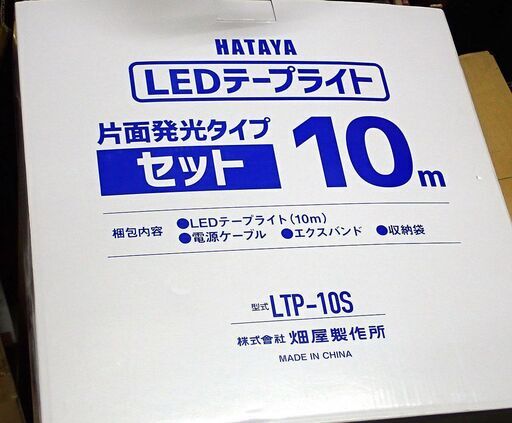 HATAYA
LEDテープライト
片面発光タイプ
セット
10m
梱包内容
●LEDテープライト(10m)
●電源ケーブル ●エクスバンド ●収納袋
型式 LTP-10S
株式会社 畑屋製作所
MADE IN CHINA